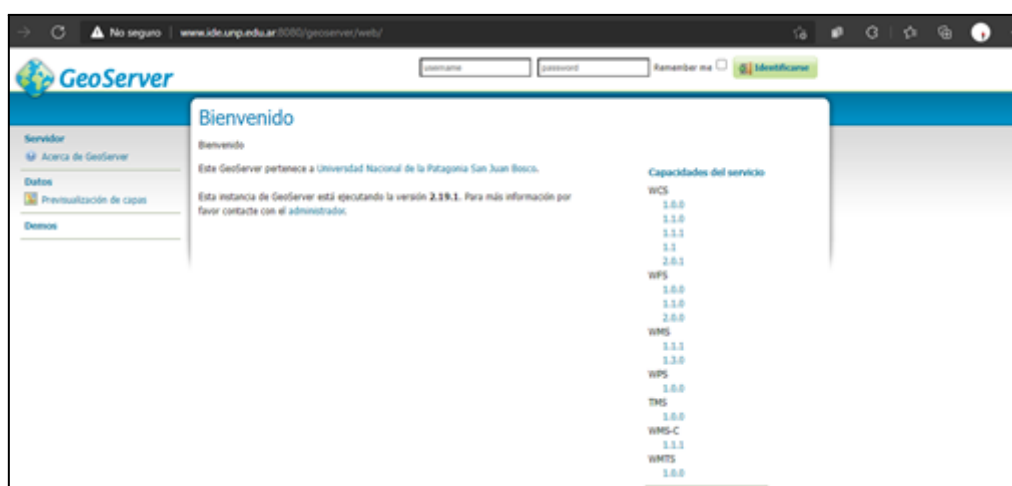 No seguro | www.ide.unp.edu.ar:8080/geoserver/web/
GeoServer
username password Remember me Identificarse
Bienvenido
Servidor
Acerca de GeoServer
Datos
Previsualización de capas
Demos
Bienvenido
Este GeoServer pertenece a Universidad Nacional de la Patagonia San Juan Bosco.
Esta instancia de GeoServer está ejecutando la versión 2.19.1. Para más información por
favor contacte con el administrador.
Capacidades del servicio
WCS
1.0.0
1.1.0
1.1.1
1.1
2.0.1
WFS
1.0.0
1.1.0
2.0.0
WMS
1.1.1
1.3.0
WPS
1.0.0
TMS
1.0.0
WMS-C
1.1.1
WMTS
1.0.0